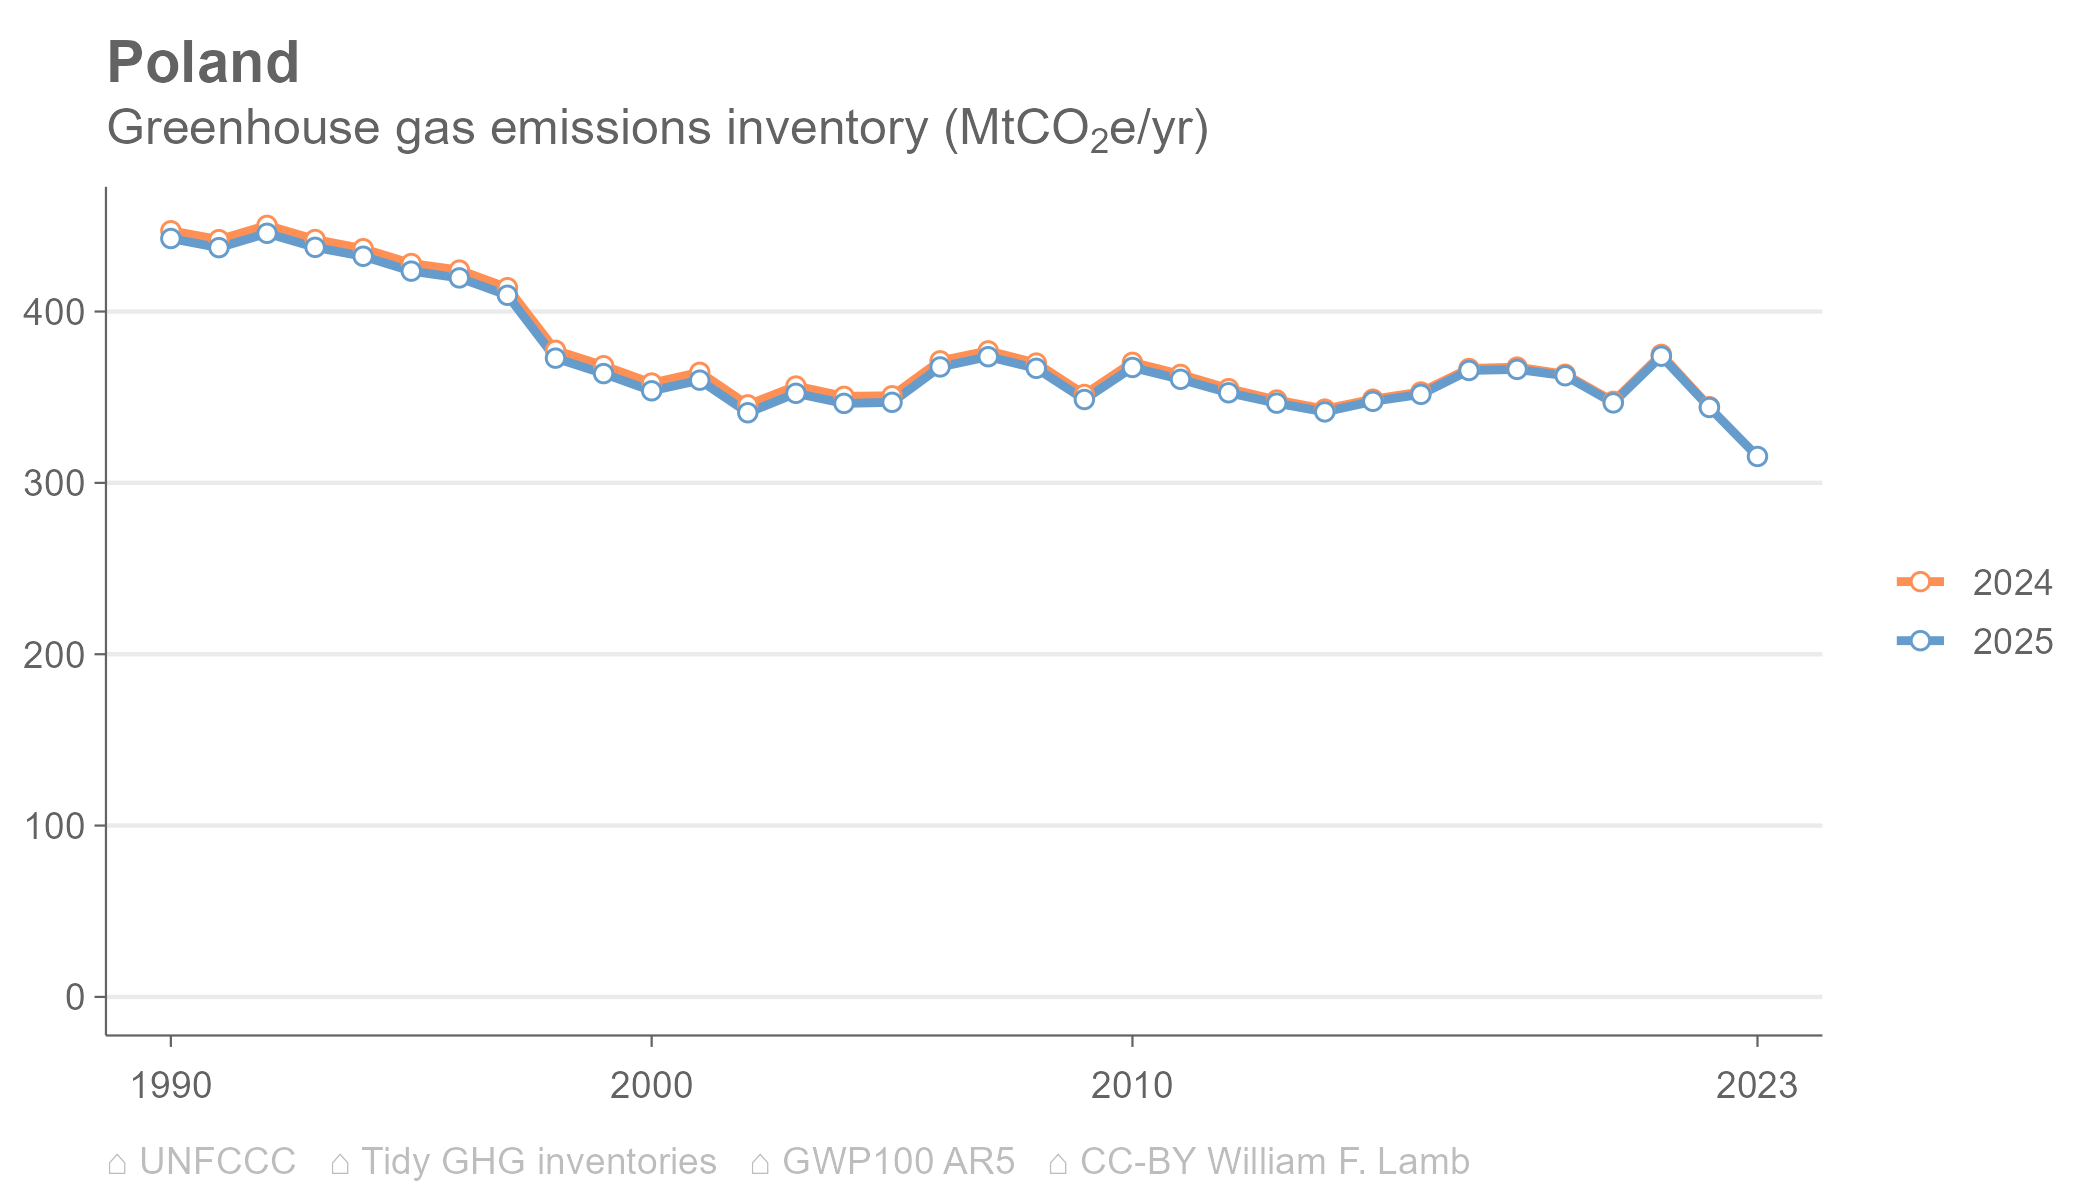 Poland
Greenhouse gas emissions inventory (MtCO₂e/yr)
400
300
200
100
0
1990 2000 2010 2023
2024
2025
⌂ UNFCCC ⌂ Tidy GHG inventories ⌂ GWP100 AR5 ⌂ CC-BY William F. Lamb